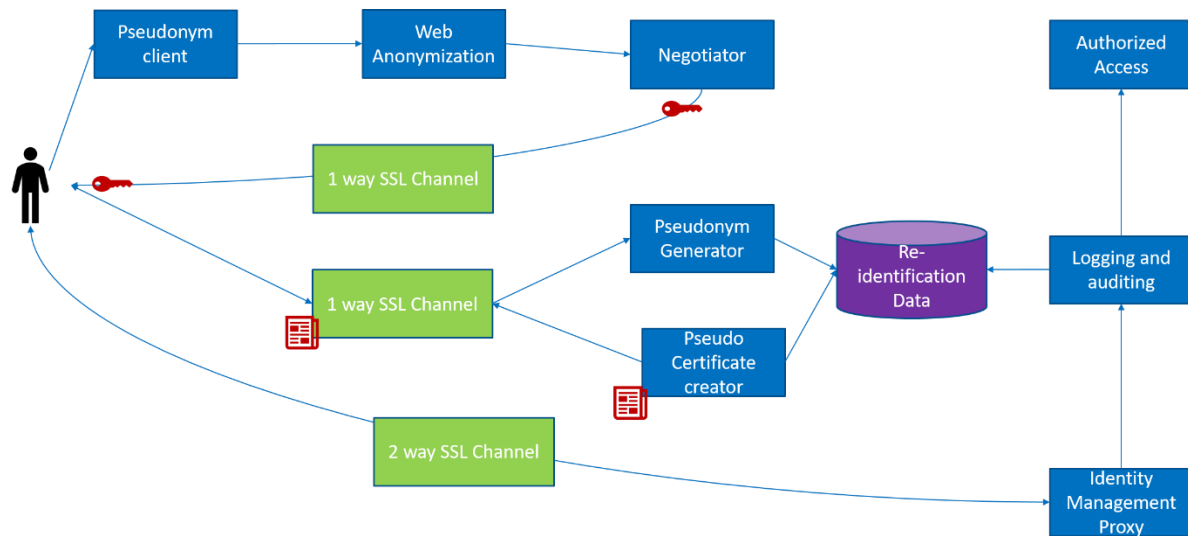 Pseudonym
client
Web
Anonymization
Negotiator
Authorized
Access
1 way SSL Channel
Pseudonym
Generator
Re-
identification
Data
Logging and
auditing
1 way SSL Channel
Pseudo
Certificate
creator
2 way SSL Channel
Identity
Management
Proxy